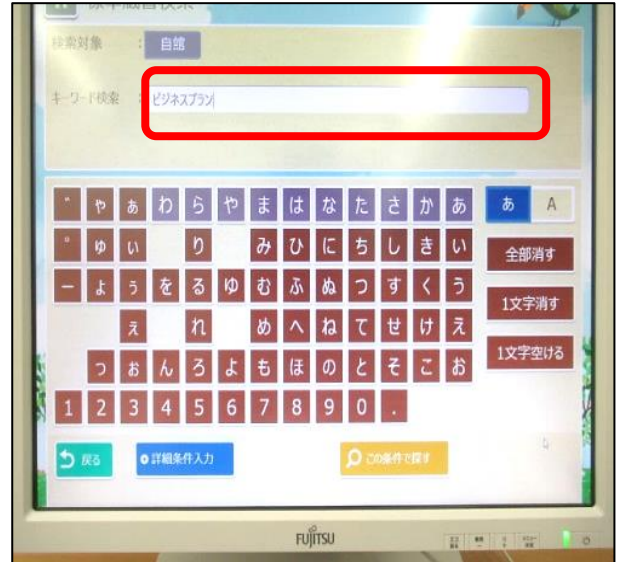 検索対象 : 自館
キーワード検索 : ビジネスプラン
゛ ゃ ぁ わ ら や ま は な た さ か あ あ A
゜ ゅ ぃ り み ひ に ち し き い 全部消す
ー ょ ぅ を る ゆ む ふ ぬ つ す く う 1文字消す
ぇ れ め へ ね て せ け え
っ ぉ ん ろ よ も ほ の と そ こ お 1文字空ける
1 2 3 4 5 6 7 8 9 0 .
戻る 詳細条件入力 この条件で探す
FUJITSU